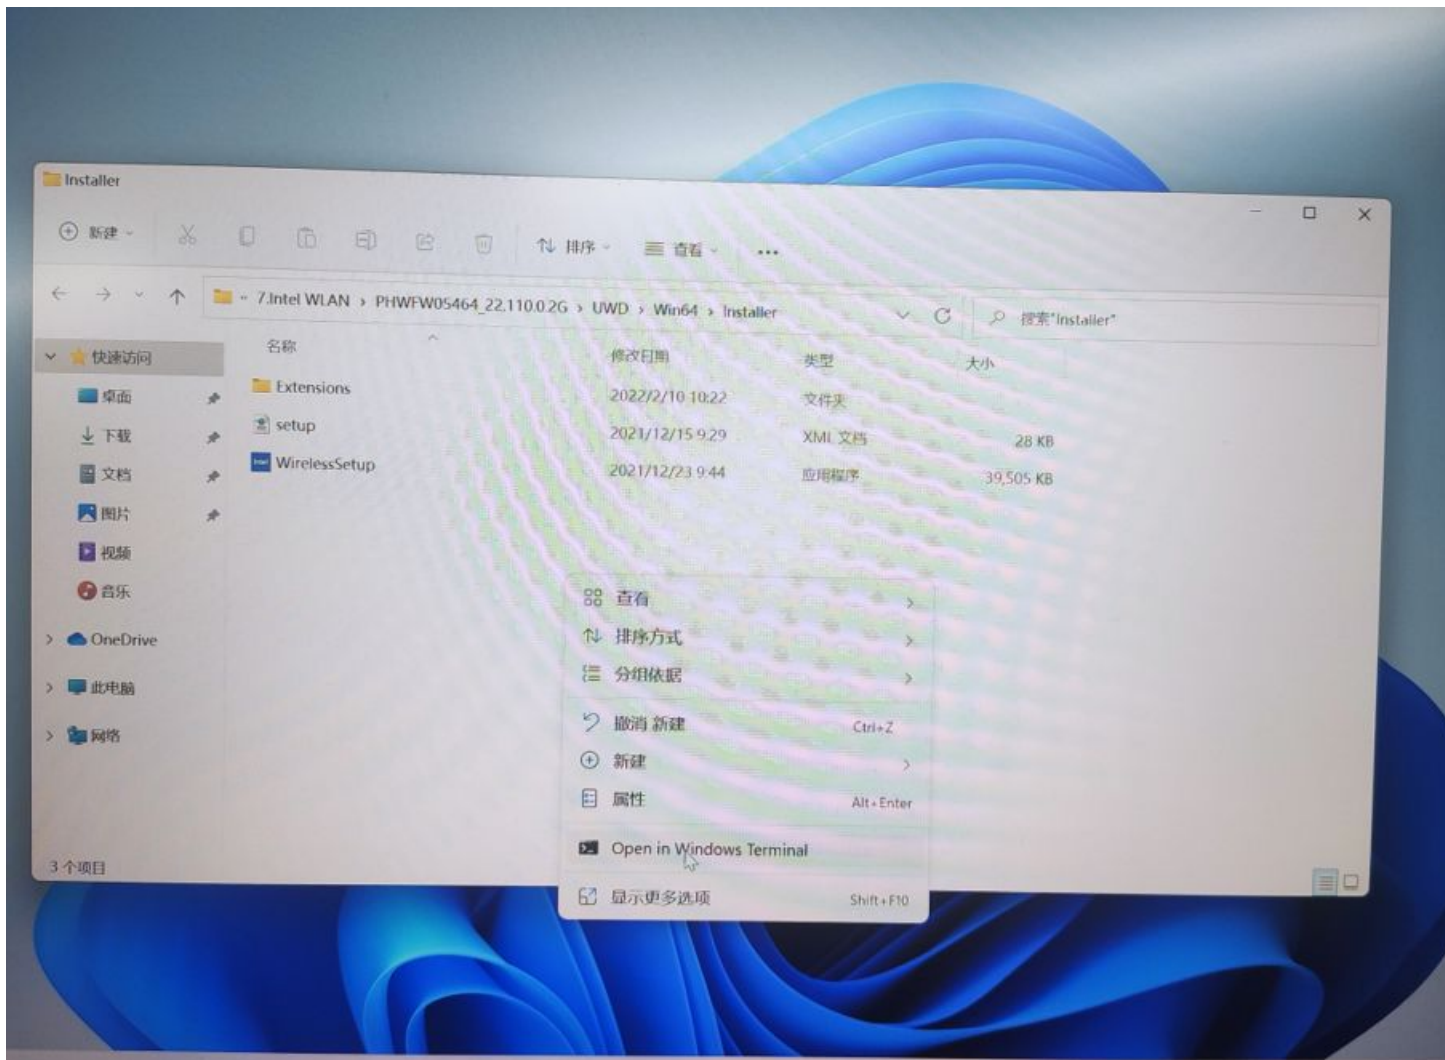 Installer
新建
排序
查看
7.Intel WLAN › PHWFW05464_22.110.0.2G › UWD › Win64 › Installer
搜索"Installer"
名称 修改日期 类型 大小
快速访问
桌面
下载
文档
图片
视频
音乐
OneDrive
此电脑
网络
Extensions 2022/2/10 10:22 文件夹
setup 2021/12/15 9:29 XML 文档 28 KB
WirelessSetup 2021/12/23 9:44 应用程序 39,505 KB
查看
排序方式
分组依据
撤消 新建 Ctrl+Z
新建
属性 Alt+Enter
Open in Windows Terminal
显示更多选项 Shift+F10
3 个项目